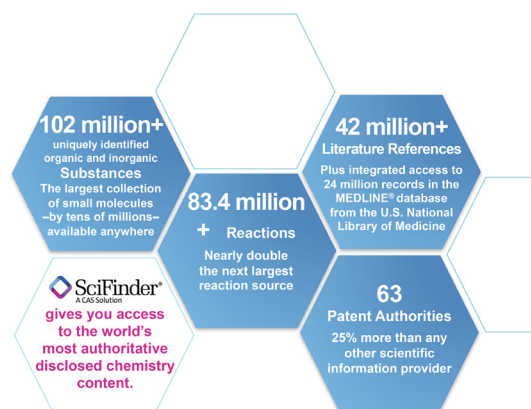 102 million+
uniquely identified
organic and inorganic
Substances
The largest collection
of small molecules
–by tens of millions–
available anywhere
42 million+
Literature References
Plus integrated access to
24 million records in the
MEDLINE® database
from the U.S. National
Library of Medicine
83.4 million
+ Reactions
Nearly double
the next largest
reaction source
SciFinder®
A CAS Solution
gives you access
to the world's
most authoritative
disclosed chemistry
content.
63
Patent Authorities
25% more than any
other scientific
information provider